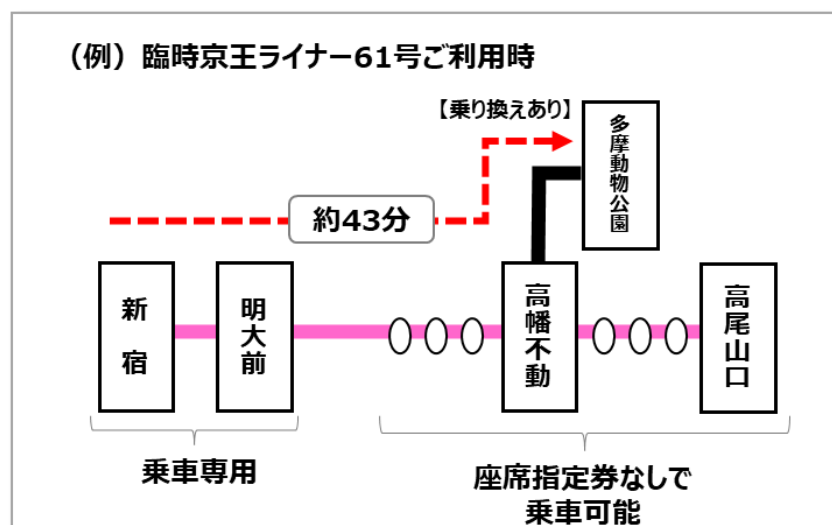 （例）臨時京王ライナー61号ご利用時
【乗り換えあり】
多摩動物公園
約43分
新宿
明大前
高幡不動
高尾山口
乗車専用
座席指定券なしで
乗車可能